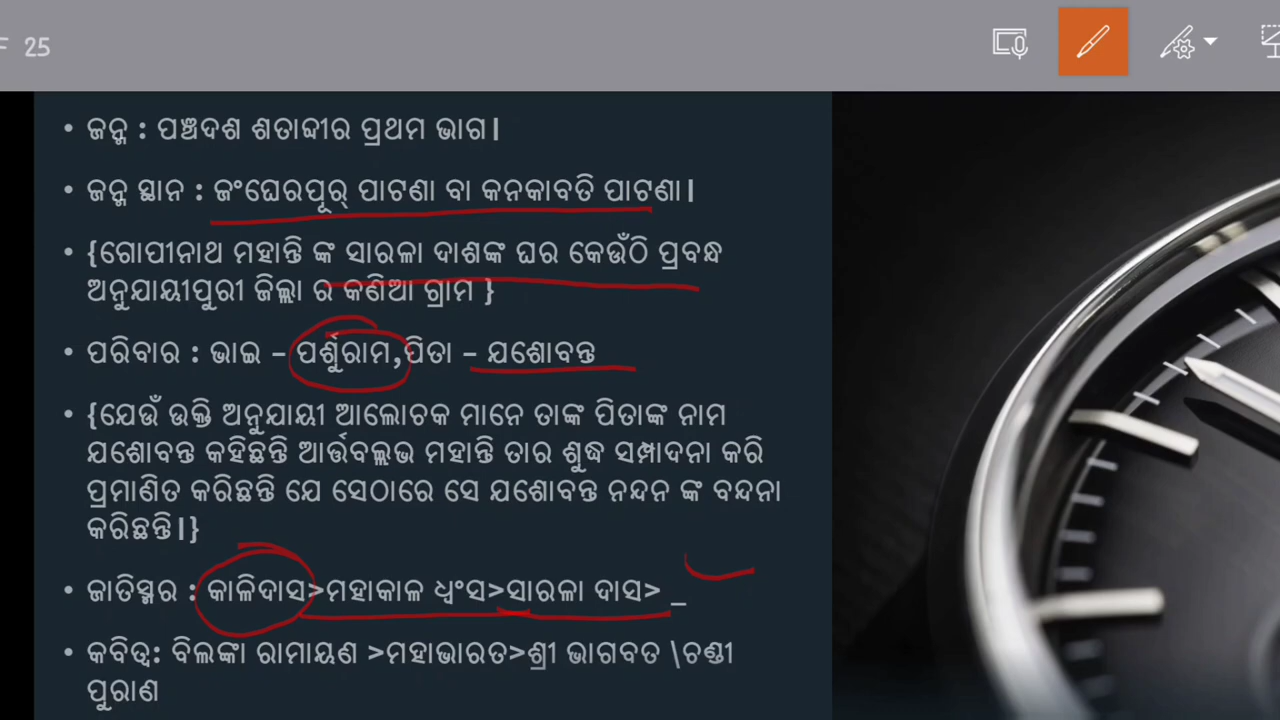 25
• ଜନ୍ମ : ପଞ୍ଚଦଶ ଶତାବ୍ଦୀର ପ୍ରଥମ ଭାଗ।
• ଜନ୍ମ ସ୍ଥାନ : ଜଂଘେରପୂର୍ ପାଟଣା ବା କନକାବତି ପାଟଣା।
• {ଗୋପୀନାଥ ମହାନ୍ତି ଙ୍କ ସାରଳା ଦାଶଙ୍କ ଘର କେଉଁଠି ପ୍ରବନ୍ଧ
ଅନୁଯାୟୀପୁରୀ ଜିଲ୍ଲା ର କଣିଆ ଗ୍ରାମ }
• ପରିବାର : ଭାଇ – ପର୍ଶୁରାମ,ପିତା – ଯଶୋବନ୍ତ
• {ଯେଉଁ ଉକ୍ତି ଅନୁଯାୟୀ ଆଲୋଚକ ମାନେ ତାଙ୍କ ପିତାଙ୍କ ନାମ
ଯଶୋବନ୍ତ କହିଛନ୍ତି ଆର୍ତ୍ତବଲ୍ଲଭ ମହାନ୍ତି ତାର ଶୁଦ୍ଧ ସମ୍ପାଦନା କରି
ପ୍ରମାଣିତ କରିଛନ୍ତି ଯେ ସେଠାରେ ସେ ଯଶୋବନ୍ତ ନନ୍ଦନ ଙ୍କ ବନ୍ଦନା
କରିଛନ୍ତି।}
• ଜାତିସ୍ମର : କାଳିଦାସ>ମହାକାଳ ଧ୍ଵଂସ>ସାରଳା ଦାସ> _
• କବିତ୍ୱ: ବିଲଙ୍କା ରାମାୟଣ >ମହାଭାରତ>ଶ୍ରୀ ଭାଗବତ \ଚଣ୍ଡୀ
ପୁରାଣ